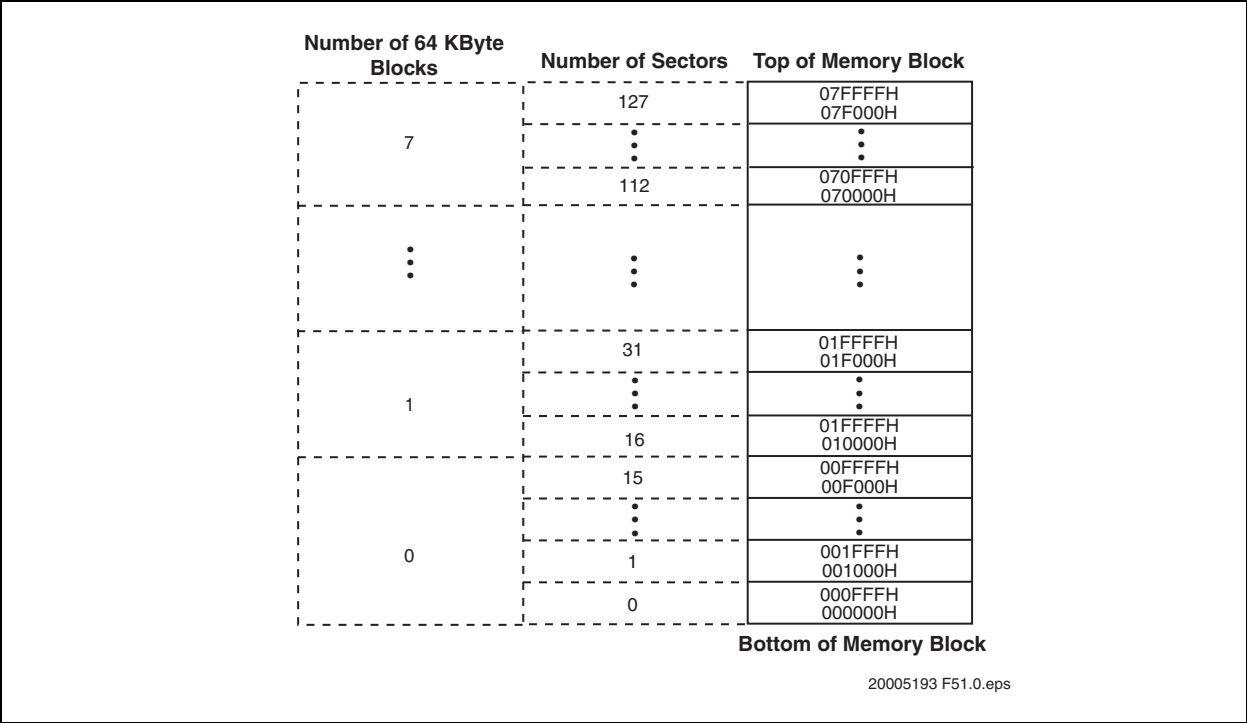 Number of 64 KByte
Blocks
Number of Sectors
Top of Memory Block
7
127
07FFFFH
07F000H
112
070FFFH
070000H
1
31
01FFFFH
01F000H
16
01FFFFH
010000H
0
15
00FFFFH
00F000H
1
001FFFH
001000H
0
000FFFH
000000H
Bottom of Memory Block
20005193 F51.0.eps